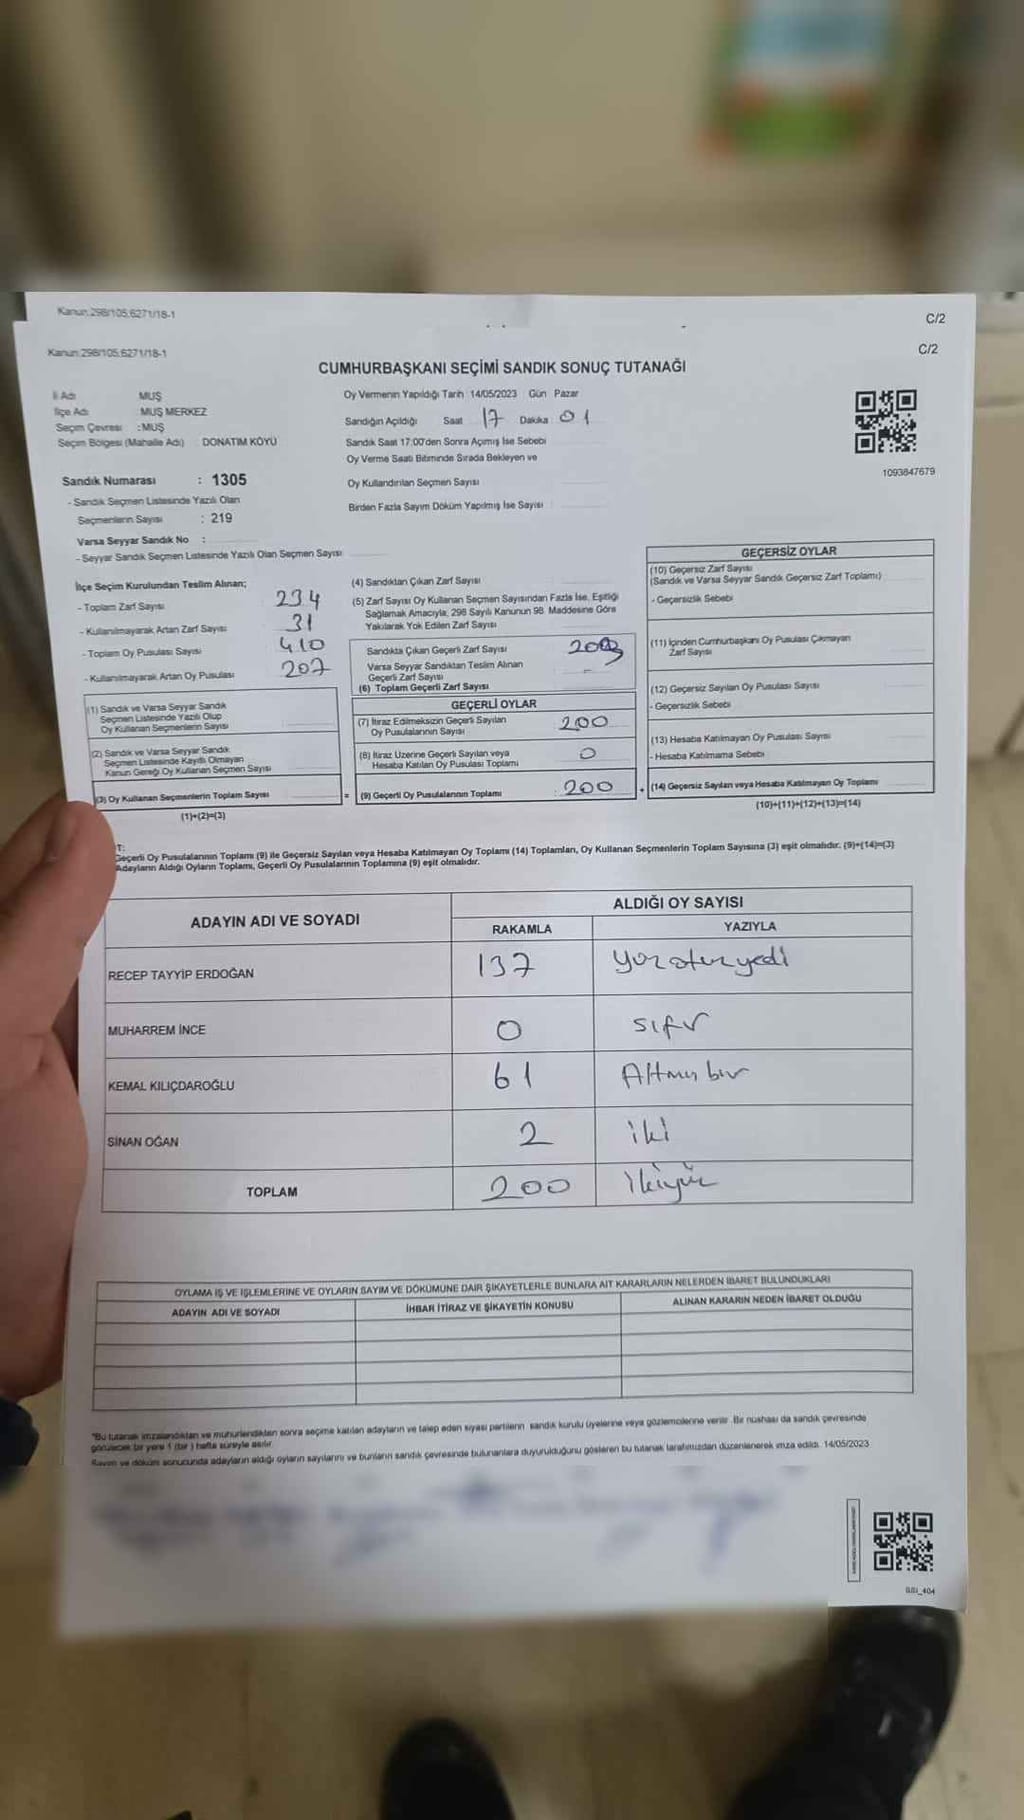 Kanun:298/105,6271/18-1
C/2
Kanun:298/105,6271/18-1
C/2
CUMHURBAŞKANI SEÇİMİ SANDIK SONUÇ TUTANAĞI
İl Adı MUŞ
İlçe Adı MUŞ MERKEZ
Seçim Çevresi :MUŞ
Seçim Bölgesi (Mahalle Adı) DONATIM KÖYÜ
Sandık Numarası : 1305
- Sandık Seçmen Listesinde Yazılı Olan
Seçmenlerin Sayısı : 219
Varsa Seyyar Sandık No :
- Seyyar Sandık Seçmen Listesinde Yazılı Olan Seçmen Sayısı
Oy Vermenin Yapıldığı Tarih 14/05/2023 Gün Pazar
Sandığın Açıldığı Saat 17 Dakika 01
Sandık Saat 17:00'den Sonra Açımış İse Sebebi
Oy Verme Saati Bitiminde Sırada Bekleyen ve
Oy Kullandırılan Seçmen Sayısı
Birden Fazla Sayım Döküm Yapılmış İse Sayısı
1093847679
İlçe Seçim Kurulundan Teslim Alınan;
- Toplam Zarf Sayısı 234
- Kullanılmayarak Artan Zarf Sayısı 31
- Toplam Oy Pusulası Sayısı 410
- Kullanılmayarak Artan Oy Pusulası 207
(1) Sandık ve Varsa Seyyar Sandık
Seçmen Listesinde Yazılı Olup
Oy Kullanan Seçmenlerin Sayısı
(2) Sandık ve Varsa Seyyar Sandık
Seçmen Listesinde Kayıtlı Olmayan
Kanun Gereği Oy Kullanan Seçmen Sayısı
(3) Oy Kullanan Seçmenlerin Toplam Sayısı
(1)+(2)=(3)
(4) Sandıktan Çıkan Zarf Sayısı
(5) Zarf Sayısı Oy Kullanan Seçmen Sayısından Fazla İse, Eşitliği
Sağlamak Amacıyla, 298 Sayılı Kanunun 98. Maddesine Göre
Yakılarak Yok Edilen Zarf Sayısı
Sandıkta Çıkan Geçerli Zarf Sayısı
Varsa Seyyar Sandıktan Teslim Alınan
Geçerli Zarf Sayısı
(6) Toplam Geçerli Zarf Sayısı
GEÇERLİ OYLAR
(7) İtiraz Edilmeksizin Geçerli Sayılan 200
Oy Pusulalarının Sayısı
(8) İtiraz Üzerine Geçerli Sayılan veya 0
Hesaba Katılan Oy Pusulası Toplamı
= (9) Geçerli Oy Pusulalarının Toplamı : 200 +
GEÇERSİZ OYLAR
(10) Geçersiz Zarf Sayısı
(Sandık ve Varsa Seyyar Sandık Geçersiz Zarf Toplamı)
- Geçersizlik Sebebi
(11) İçinden Cumhurbaşkanı Oy Pusulası Çıkmayan
Zarf Sayısı
(12) Geçersiz Sayılan Oy Pusulası Sayısı
- Geçersizlik Sebebi
(13) Hesaba Katılmayan Oy Pusulası Sayısı
- Hesaba Katılmama Sebebi
(14) Geçersiz Sayılan veya Hesaba Katılmayan Oy Toplamı
(10)+(11)+(12)+(13)=(14)
T:
Geçerli Oy Pusulalarının Toplamı (9) ile Geçersiz Sayılan veya Hesaba Katılmayan Oy Toplamı (14) Toplamları, Oy Kullanan Seçmenlerin Toplam Sayısına (3) eşit olmalıdır. (9)+(14)=(3)
Adayların Aldığı Oyların Toplamı, Geçerli Oy Pusulalarının Toplamına (9) eşit olmalıdır.
ADAYIN ADI VE SOYADI ALDIĞI OY SAYISI
RAKAMLA YAZIYLA
RECEP TAYYİP ERDOĞAN 137 Yüzotuzyedi
MUHARREM İNCE 0 sıfır
KEMAL KILIÇDAROĞLU 61 Altmışbir
SİNAN OĞAN 2 iki
TOPLAM 200 ikiyüz
OYLAMA İŞ VE İŞLEMLERİNE VE OYLARIN SAYIM VE DÖKÜMÜNE DAİR ŞİKAYETLERLE BUNLARA AİT KARARLARIN NELERDEN İBARET BULUNDUKLARI
ADAYIN ADI VE SOYADI İHBAR İTİRAZ VE ŞİKAYETİN KONUSU ALINAN KARARIN NEDEN İBARET OLDUĞU
"Bu tutanak imzalandıktan ve mühürlendikten sonra seçime katılan adayların ve talep eden siyasi partilerin sandık kurulu üyelerine veya gözlemcilerine verilir. Bir nüshası da sandık çevresinde
görülecek bir yere 1 (bir) hafta süreyle asılır.
Sayım ve döküm sonucunda adayların aldığı oyların sayılarını ve bunların sandık çevresinde bulunanlara duyurulduğunu gösteren bu tutanak tarafımızdan düzenlenerek imza edildi. 14/05/2023